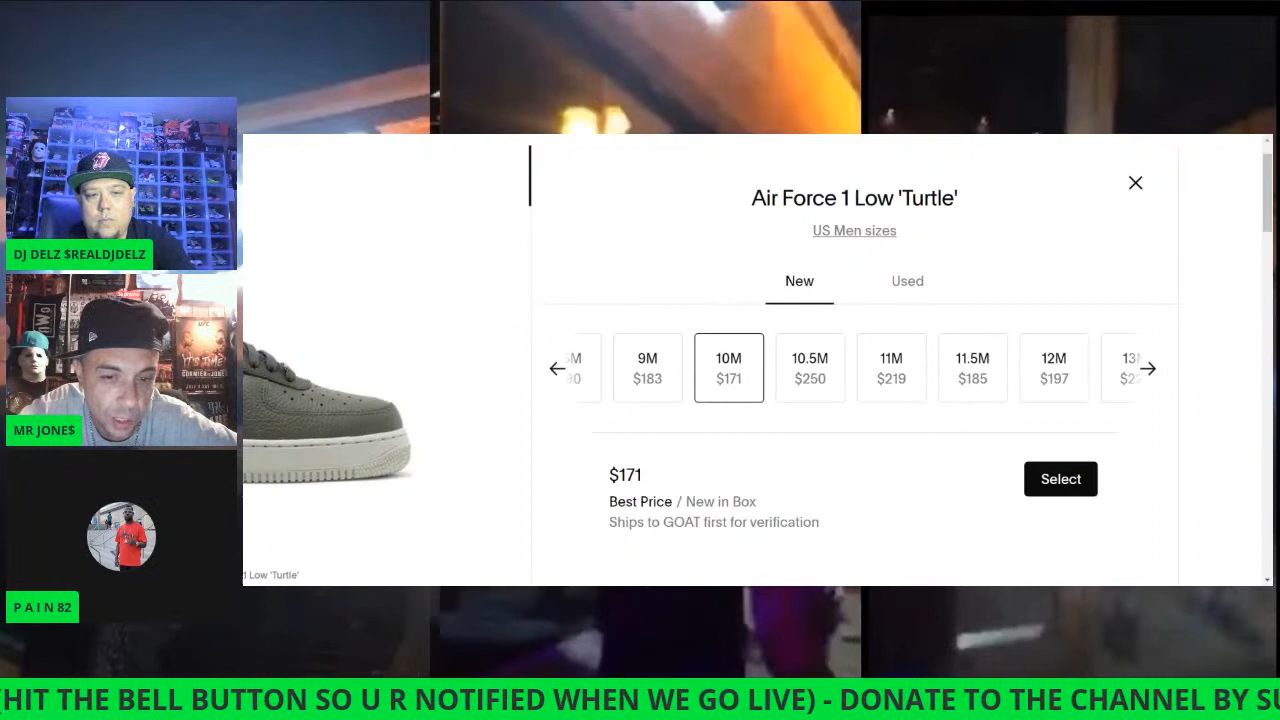 Air Force 1 Low 'Turtle'
US Men sizes
New
Used
9M
$183
10M
$171
10.5M
$250
11M
$219
11.5M
$185
12M
$197
$171
Best Price / New in Box
Ships to GOAT first for verification
Select
1 Low 'Turtle'
DJ DELZ $REALDJDELZ
MR JONE$
P A I N 82
(HIT THE BELL BUTTON SO U R NOTIFIED WHEN WE GO LIVE) - DONATE TO THE CHANNEL BY